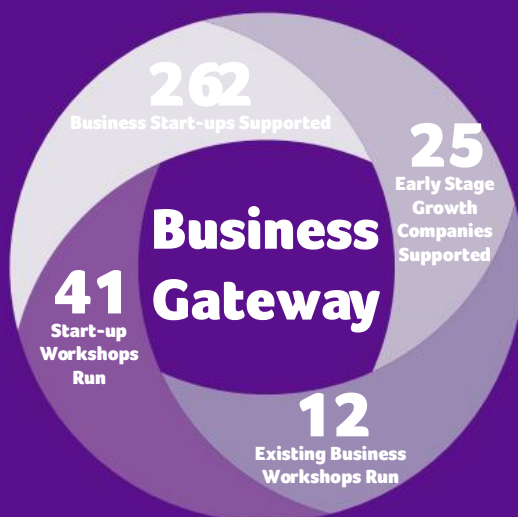 262
Business Start-ups Supported
25
Early Stage
Growth
Companies
Supported
Business
Gateway
41
Start-up
Workshops
Run
12
Existing Business
Workshops Run